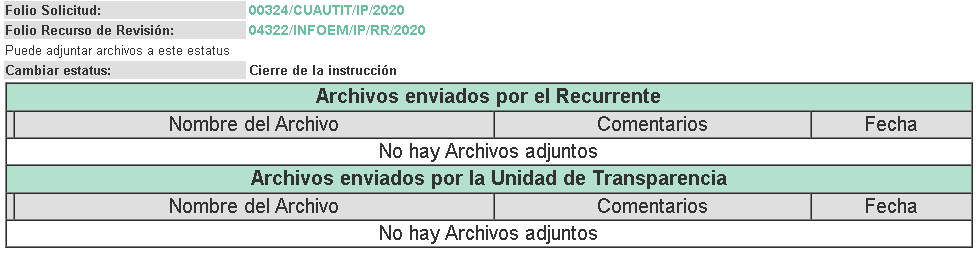 Folio Solicitud: 00324/CUAUTIT/IP/2020
Folio Recurso de Revisión: 04322/INFOEM/IP/RR/2020
Puede adjuntar archivos a este estatus
Cambiar estatus: Cierre de la instrucción
Archivos enviados por el Recurrente
Nombre del Archivo Comentarios Fecha
No hay Archivos adjuntos
Archivos enviados por la Unidad de Transparencia
Nombre del Archivo Comentarios Fecha
No hay Archivos adjuntos